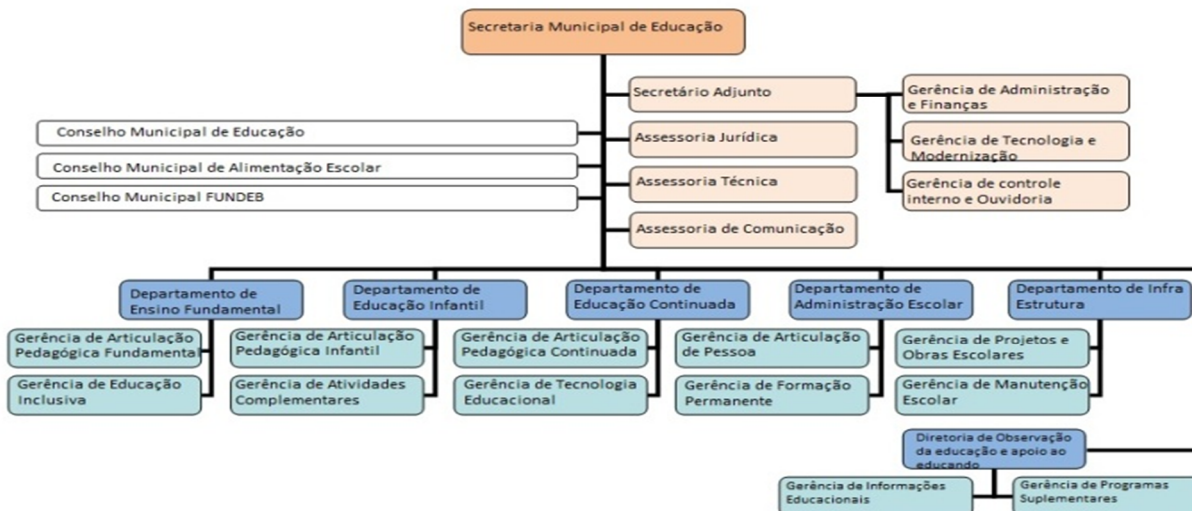 Secretaria Municipal de Educação
Secretário Adjunto
Gerência de Administração
e Finanças
Conselho Municipal de Educação
Assessoria Jurídica
Gerência de Tecnologia e
Modernização
Conselho Municipal de Alimentação Escolar
Assessoria Técnica
Gerência de controle
interno e Ouvidoria
Conselho Municipal FUNDEB
Assessoria de Comunicação
Departamento de
Ensino Fundamental
Departamento de
Educação Infantil
Departamento de
Educação Continuada
Departamento de
Administração Escolar
Departamento de Infra
Estrutura
Gerência de Articulação
Pedagógica Fundamental
Gerência de Articulação
Pedagógica Infantil
Gerência de Articulação
Pedagógica Continuada
Gerência de Articulação
de Pessoa
Gerência de Projetos e
Obras Escolares
Gerência de Educação
Inclusiva
Gerência de Atividades
Complementares
Gerência de Tecnologia
Educacional
Gerência de Formação
Permanente
Gerência de Manutenção
Escolar
Diretoria de Observação
da educação e apoio ao
educando
Gerência de Informações
Educacionais
Gerência de Programas
Suplementares